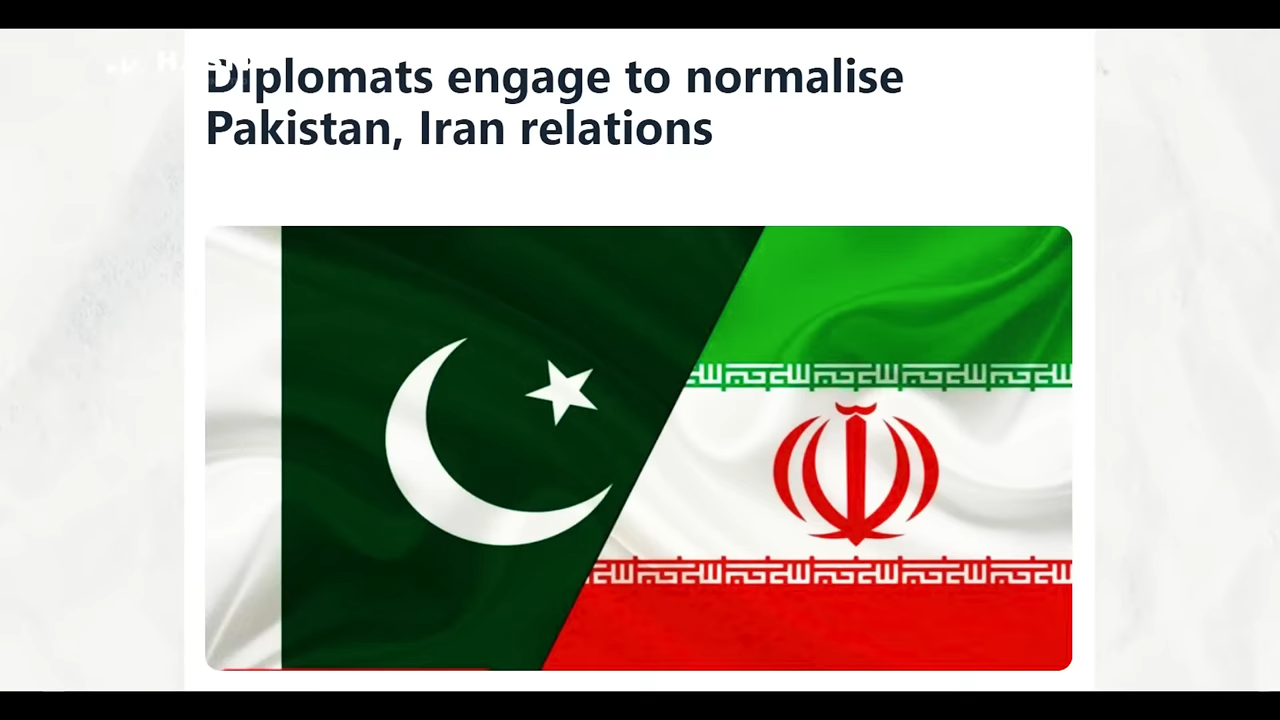 Diplomats engage to normalise
Pakistan, Iran relations